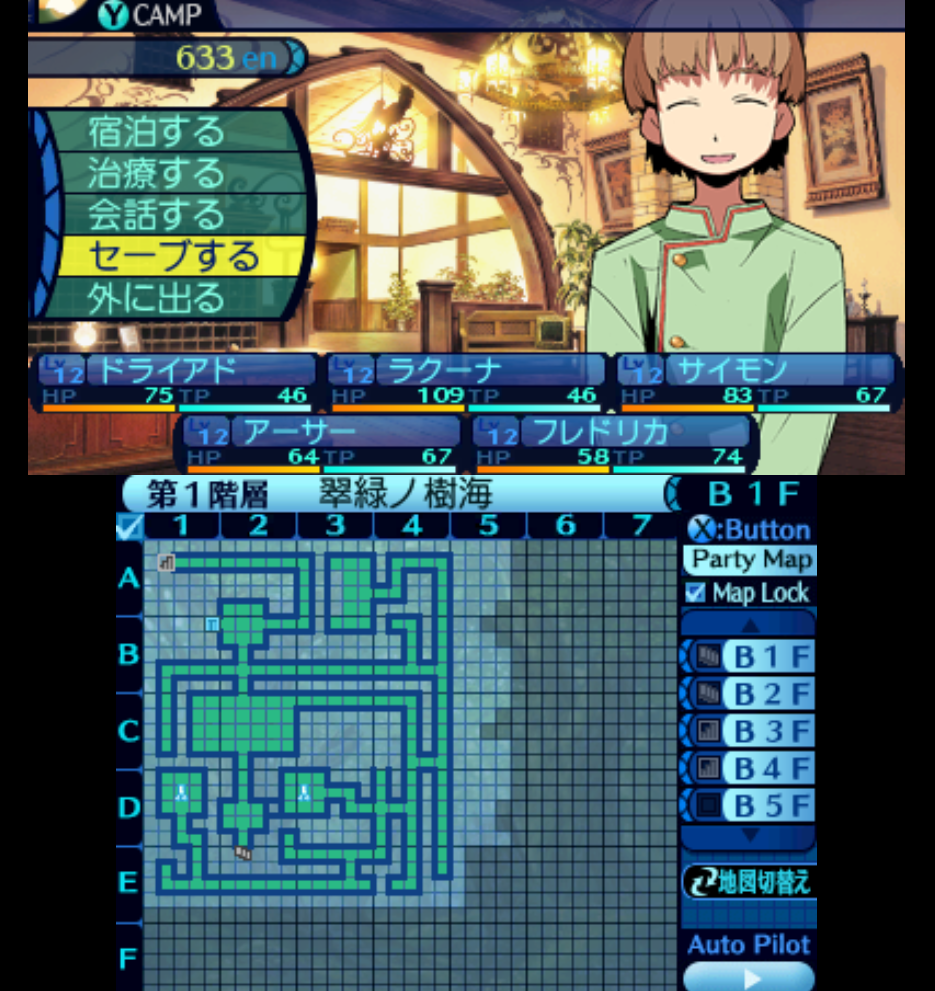 Y CAMP
633 en
宿泊する
治療する
会話する
セーブする
外に出る
Lv 12 ドライアド
HP 75 TP 46
Lv 12 ラクーナ
HP 109 TP 46
Lv 12 サイモン
HP 83 TP 67
Lv 12 アーサー
HP 64 TP 67
Lv 12 フレドリカ
HP 58 TP 74
第1階層 翠緑ノ樹海 B1F
1 2 3 4 5 6 7
X:Button
Party Map
Map Lock
A
B
C
D
E
F
B1F
B2F
B3F
B4F
B5F
地図切替え
Auto Pilot